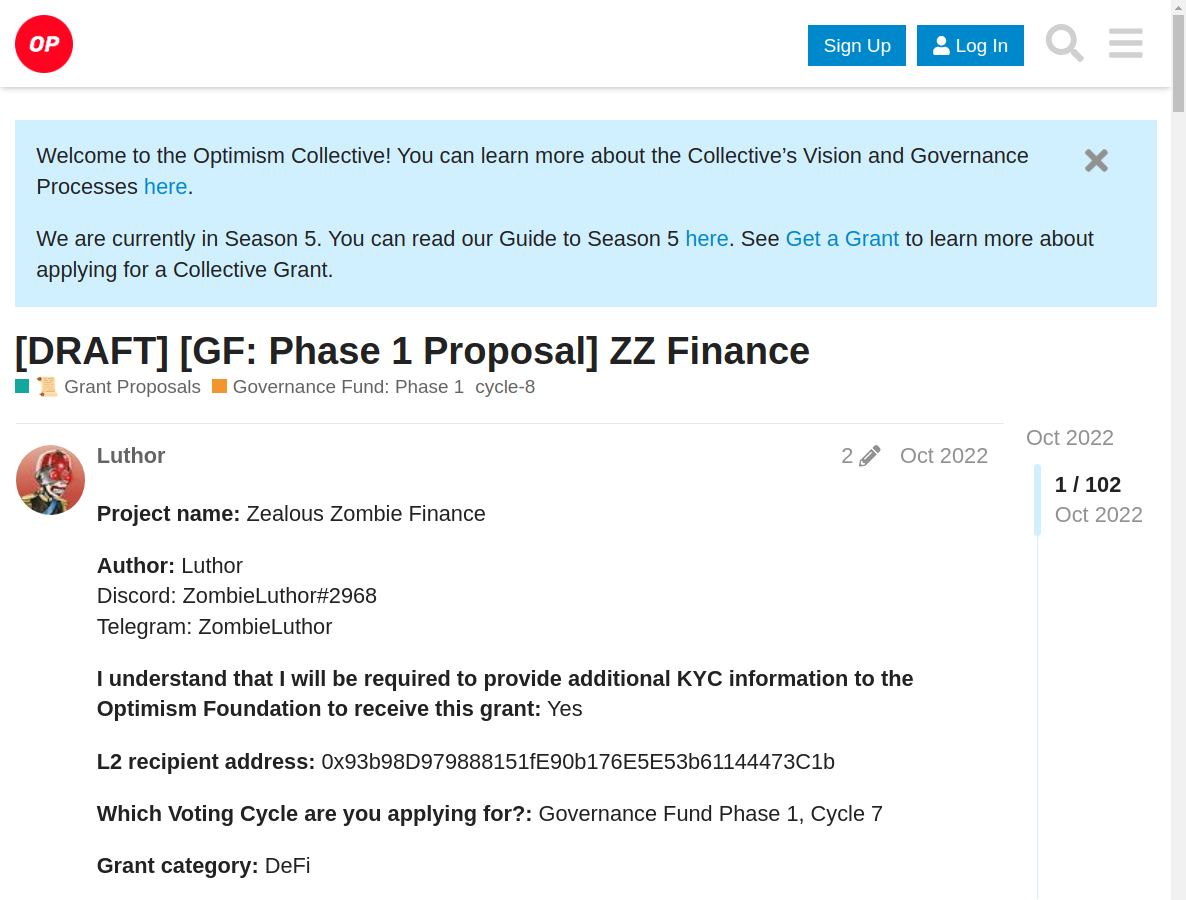 OP
Sign Up
Log In
Welcome to the Optimism Collective! You can learn more about the Collective’s Vision and Governance
Processes here.
We are currently in Season 5. You can read our Guide to Season 5 here. See Get a Grant to learn more about
applying for a Collective Grant.
[DRAFT] [GF: Phase 1 Proposal] ZZ Finance
Grant Proposals Governance Fund: Phase 1 cycle-8
Luthor 2 Oct 2022
Oct 2022
1 / 102
Oct 2022
Project name: Zealous Zombie Finance
Author: Luthor
Discord: ZombieLuthor#2968
Telegram: ZombieLuthor
I understand that I will be required to provide additional KYC information to the
Optimism Foundation to receive this grant: Yes
L2 recipient address: 0x93b98D979888151fE90b176E5E53b61144473C1b
Which Voting Cycle are you applying for?: Governance Fund Phase 1, Cycle 7
Grant category: DeFi